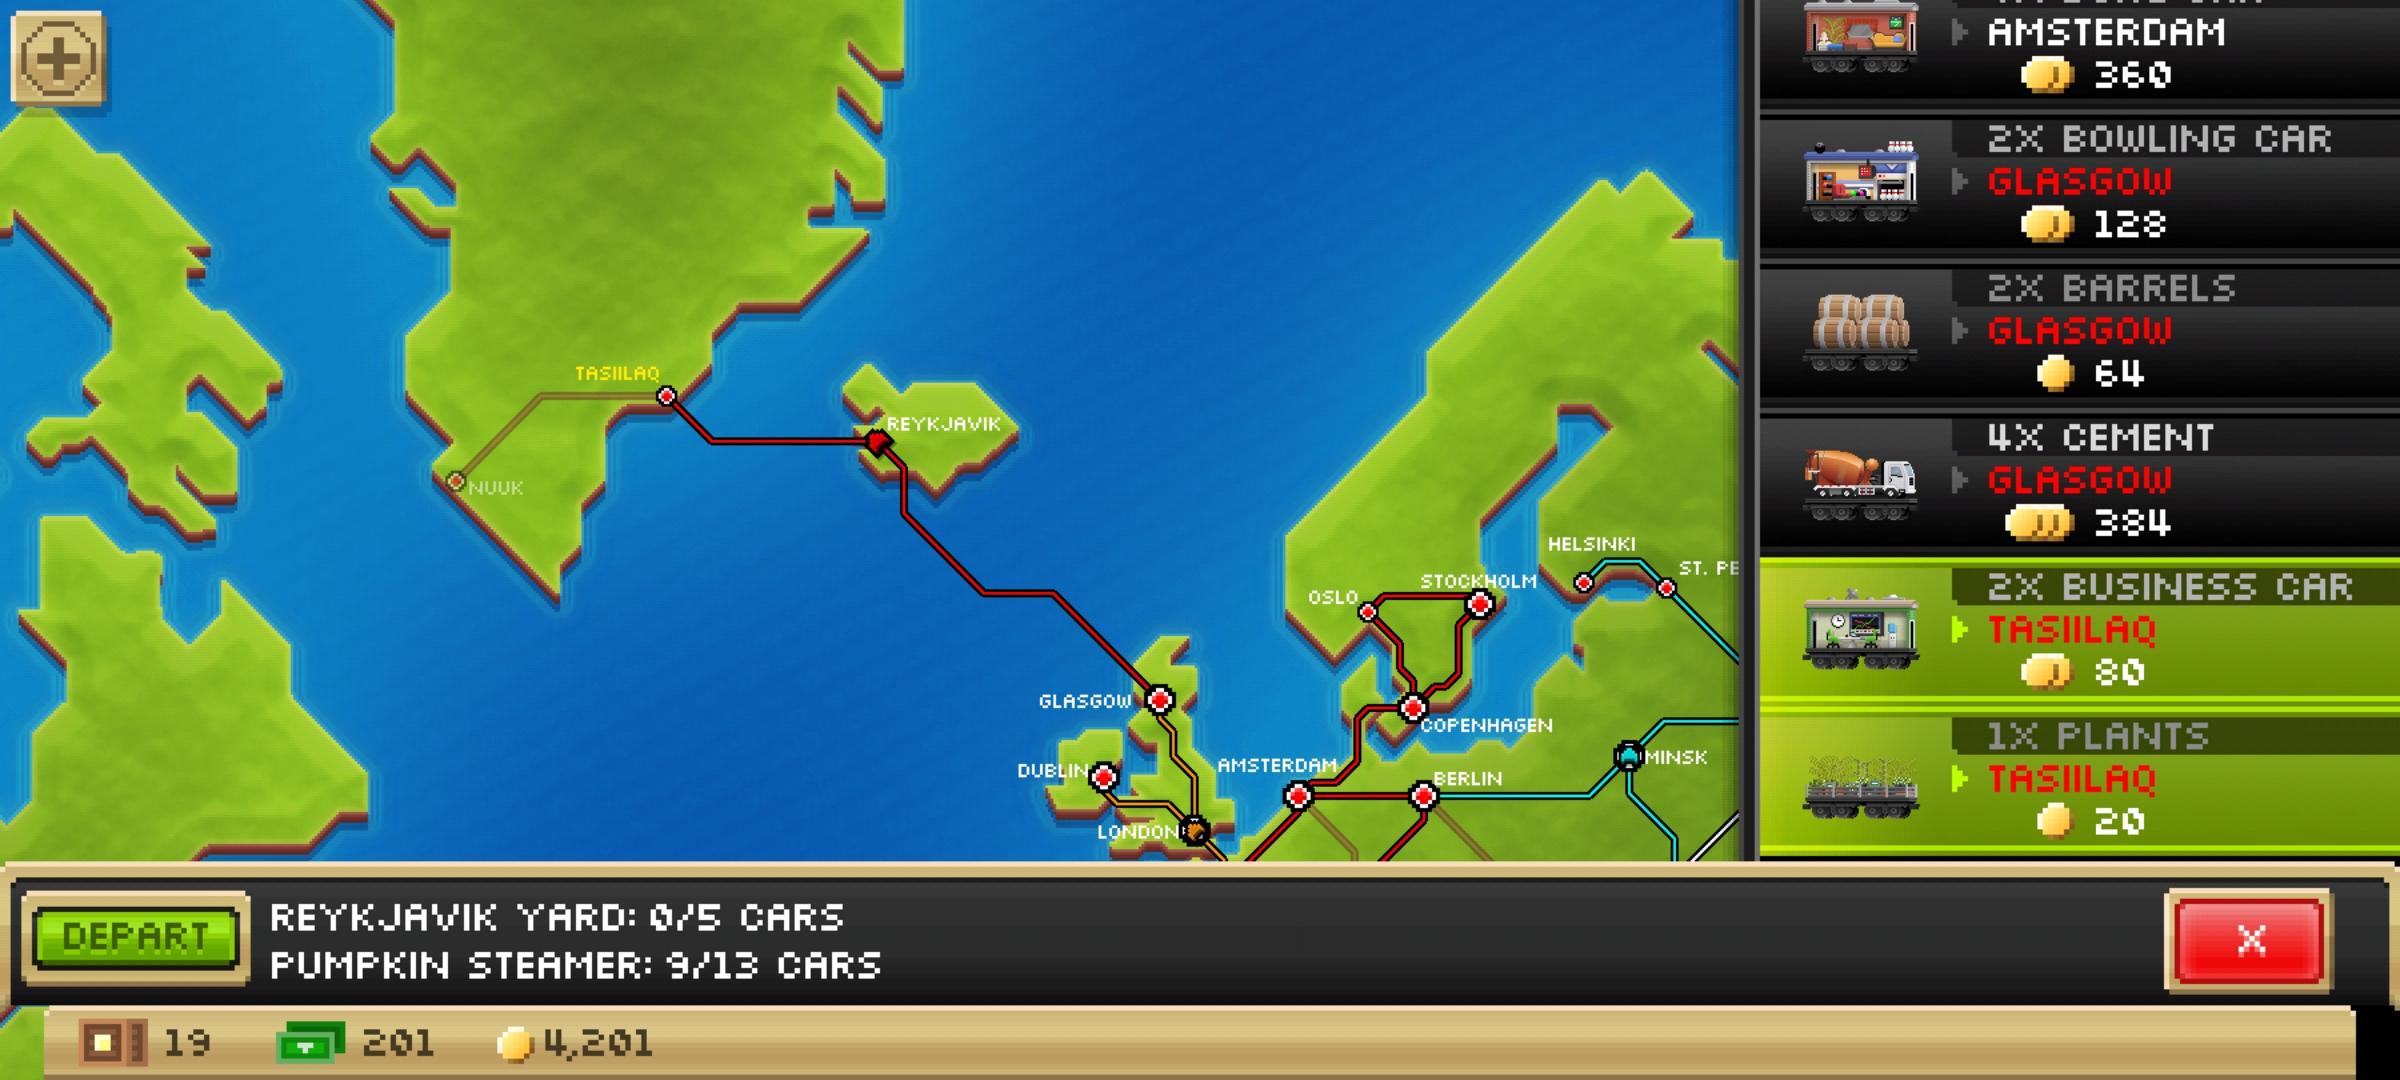 TASIILAQ
REYKJAVIK
NUUK
HELSINKI
ST. PE
STOCKHOLM
OSLO
GLASGOW
COPENHAGEN
DUBLIN
AMSTERDAM
MINSK
BERLIN
LONDON
AMSTERDAM
360
2X BOWLING CAR
GLASGOW
128
2X BARRELS
GLASGOW
64
4X CEMENT
GLASGOW
384
2X BUSINESS CAR
TASIILAQ
80
1X PLANTS
TASIILAQ
20
DEPART
REYKJAVIK YARD: 0/5 CARS
PUMPKIN STEAMER: 9/13 CARS
X
19
201
4,201